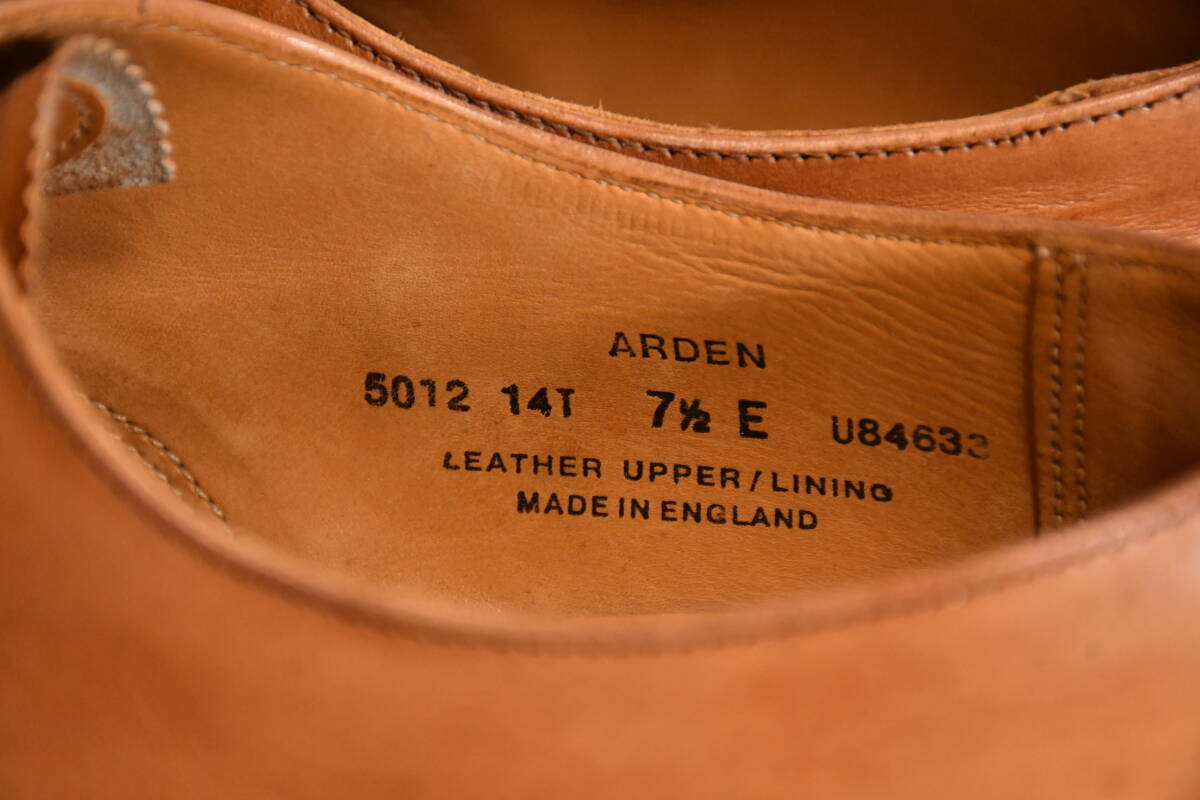 ARDEN
5012 14T 7½ E U84633
LEATHER UPPER/LINING
MADE IN ENGLAND